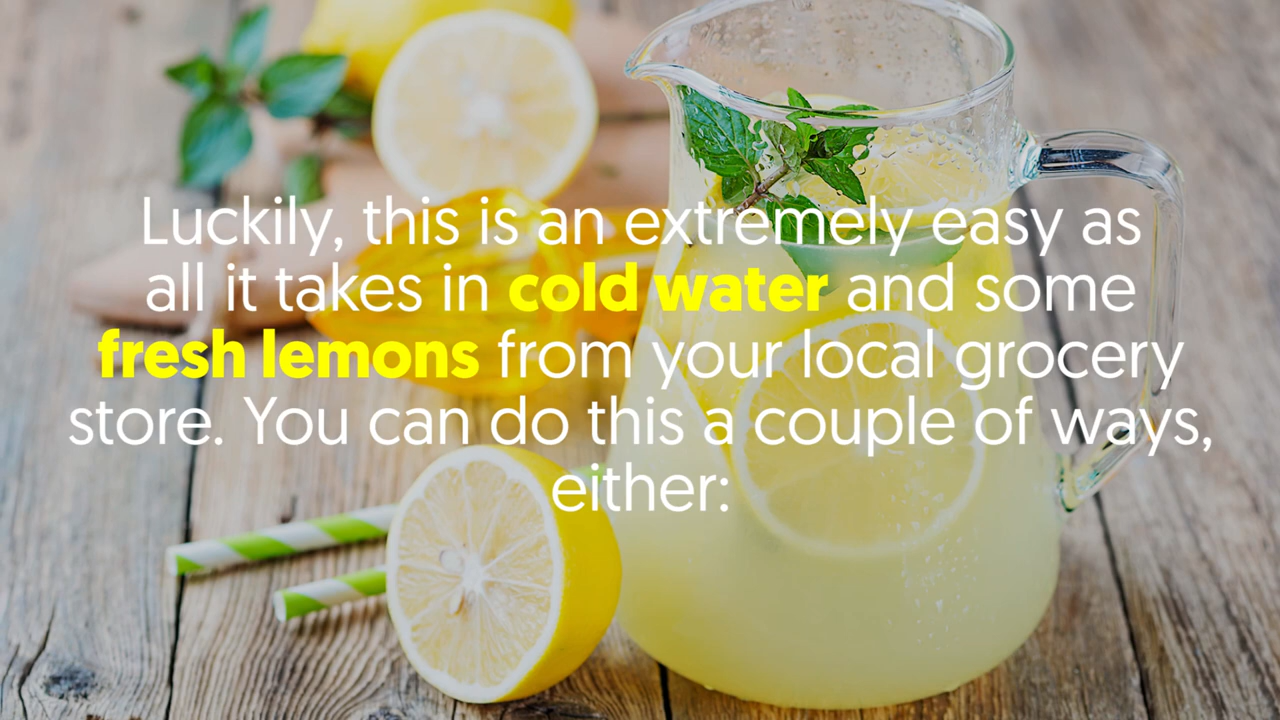 Luckily, this is an extremely easy as
all it takes in cold water and some
fresh lemons from your local grocery
store. You can do this a couple of ways,
either: